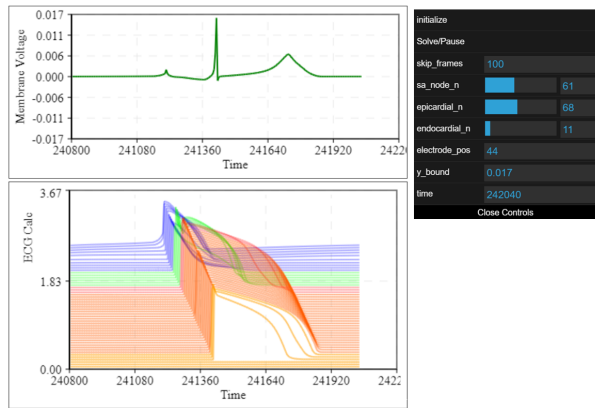 Membrane Voltage
0.017
0.011
0.006
0.000
-0.006
-0.011
-0.017
240800 241080 241360 241640 241920 24220
Time
ECG Calc
3.67
1.83
0.00
240800 241080 241360 241640 241920 2422
Time
initialize
Solve/Pause
skip_frames 100
sa_node_n 61
epicardial_n 68
endocardial_n 11
electrode_pos 44
y_bound 0.017
time 242040
Close Controls